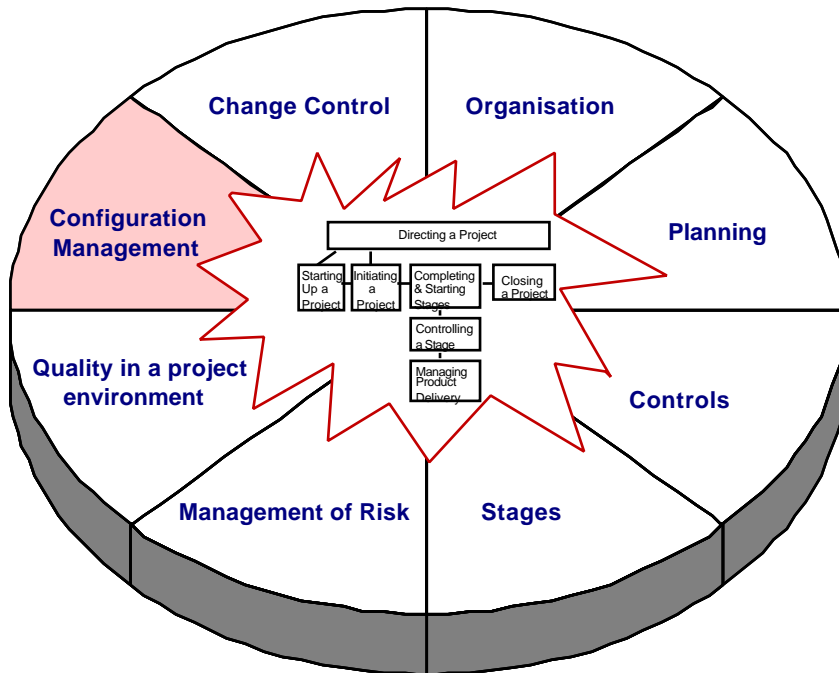 Change Control
Organisation
Configuration
Management
Planning
Directing a Project
Starting
Up a
Project
Initiating
a
Project
Completing
& Starting
Stages
Closing
a Project
Controlling
a Stage
Managing
Product
Delivery
Quality in a project
environment
Controls
Management of Risk
Stages